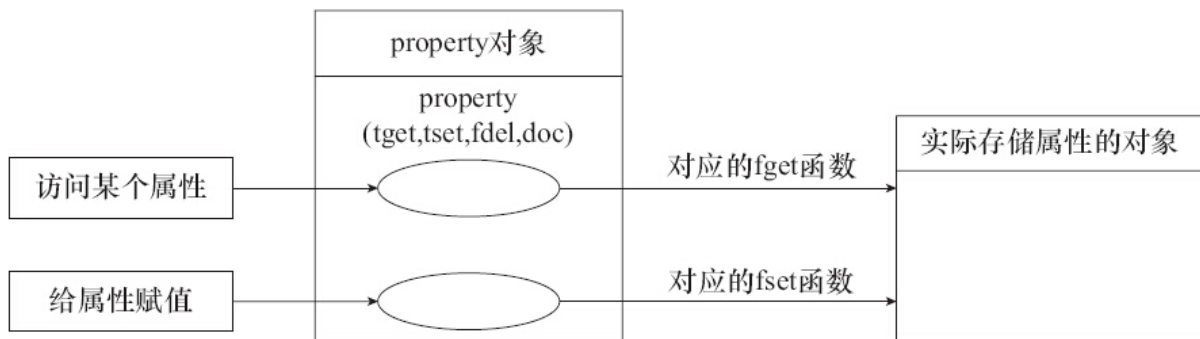 property对象
property
(tget,tset,fdel,doc)
实际存储属性的对象
访问某个属性
对应的fget函数
给属性赋值
对应的fset函数